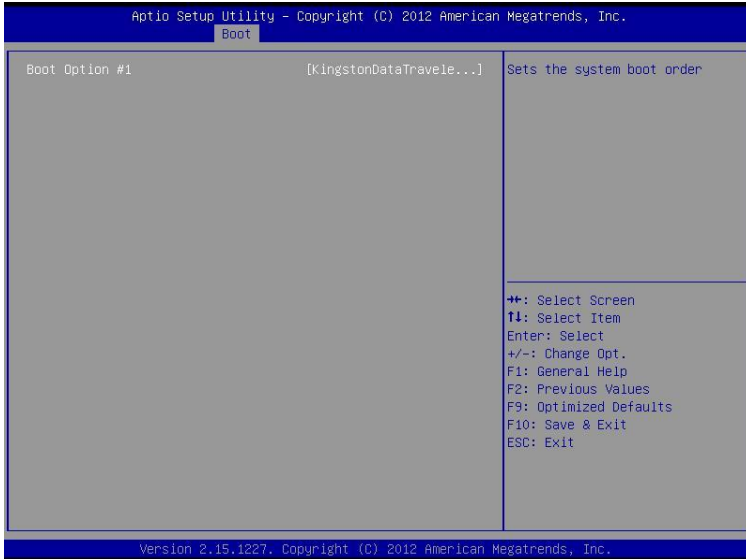 Aptio Setup Utility – Copyright (C) 2012 American Megatrends, Inc.
Boot
Boot Option #1 [KingstonDataTravele...]
Sets the system boot order
→←: Select Screen
↑↓: Select Item
Enter: Select
+/-: Change Opt.
F1: General Help
F2: Previous Values
F9: Optimized Defaults
F10: Save & Exit
ESC: Exit
Version 2.15.1227. Copyright (C) 2012 American Megatrends, Inc.